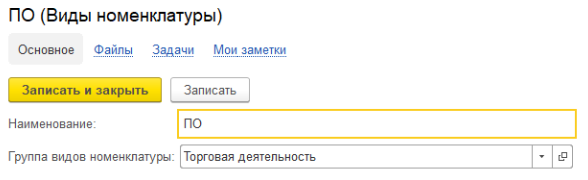 ПО (Виды номенклатуры)
Основное Файлы Задачи Мои заметки
Записать и закрыть Записать
Наименование: ПО
Группа видов номенклатуры: Торговая деятельность